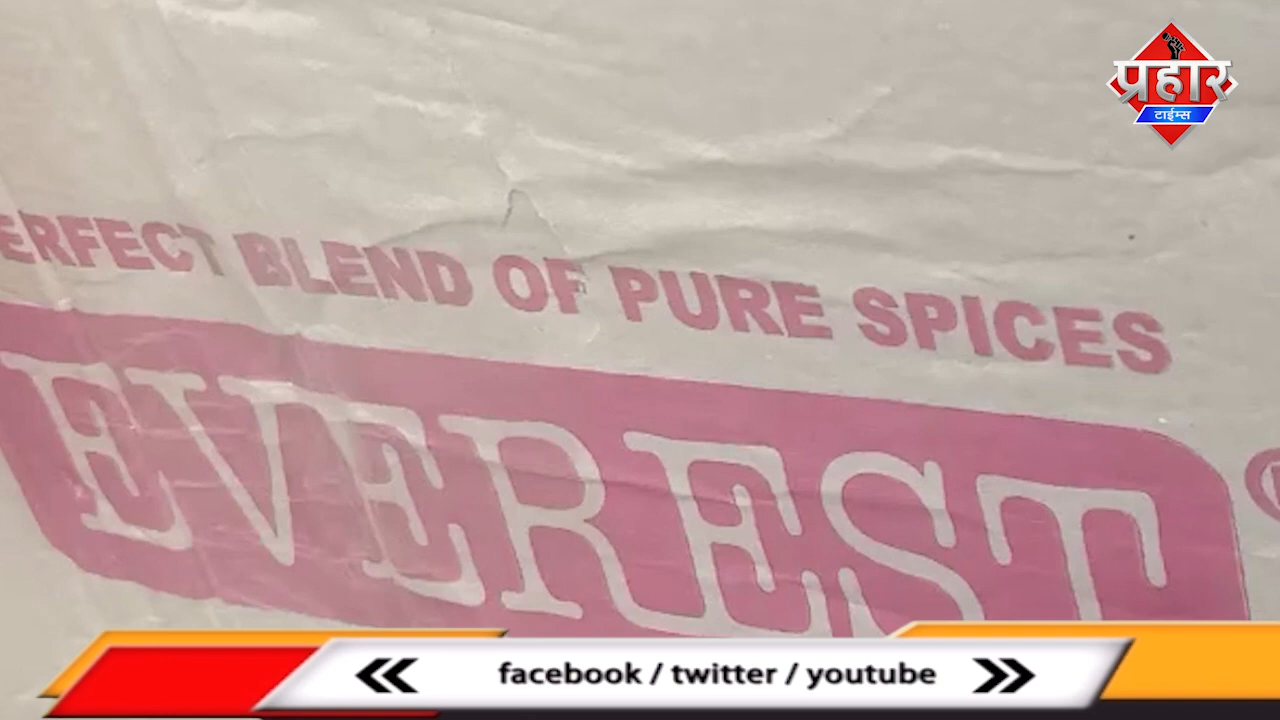 प्रहार
टाईम्स
ERFECT BLEND OF PURE SPICES
EVEREST
facebook / twitter / youtube